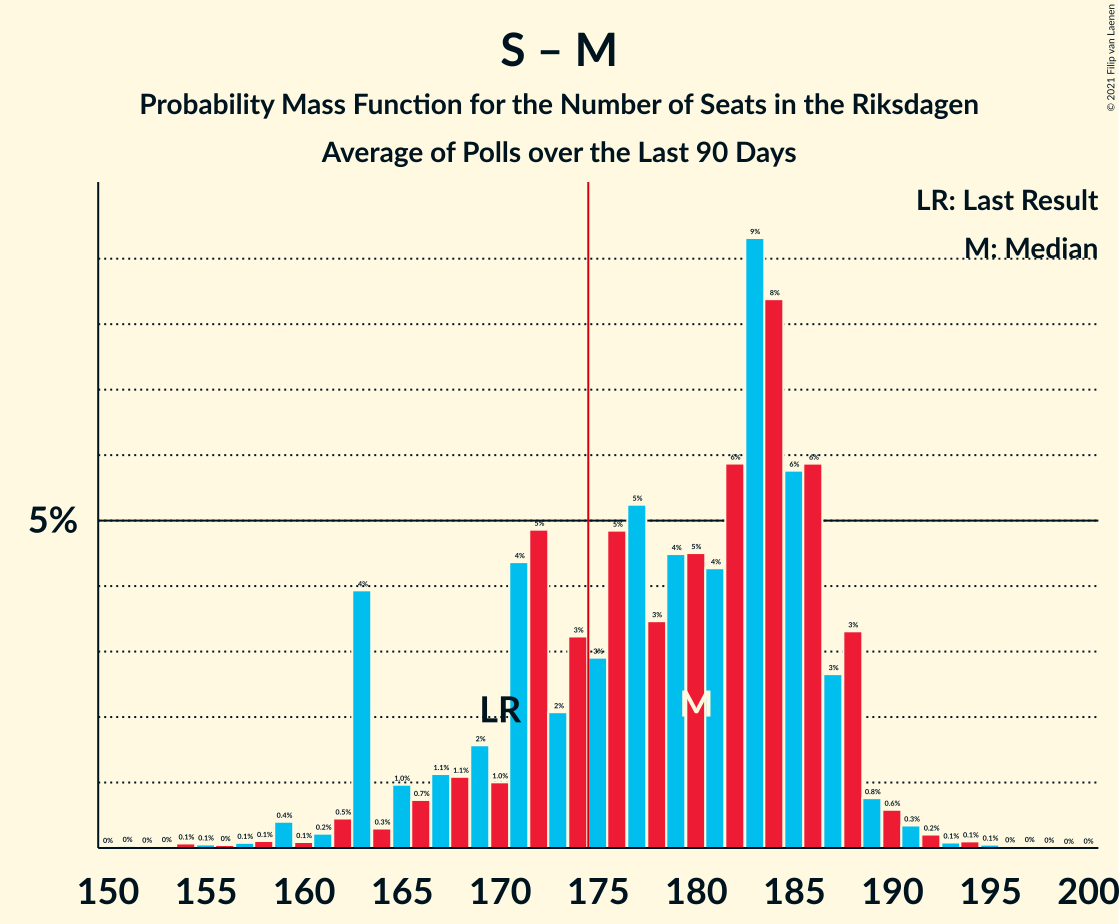 © 2021 Filip van Laenen
S – M
Probability Mass Function for the Number of Seats in the Riksdagen
Average of Polls over the Last 90 Days
LR: Last Result
M: Median
5%
0% 0% 0% 0% 0.1% 0.1% 0% 0.1% 0.1% 0.4% 0.1% 0.2% 0.5% 4% 0.3% 1.0% 0.7% 1.1% 1.1% 2% 1.0% 4% 5% 2% 3% 3% 5% 5% 3% 4% 5% 4% 6% 9% 8% 6% 6% 3% 3% 0.8% 0.6% 0.3% 0.2% 0.1% 0.1% 0.1% 0% 0% 0% 0% 0%
LR M
150 155 160 165 170 175 180 185 190 195 200